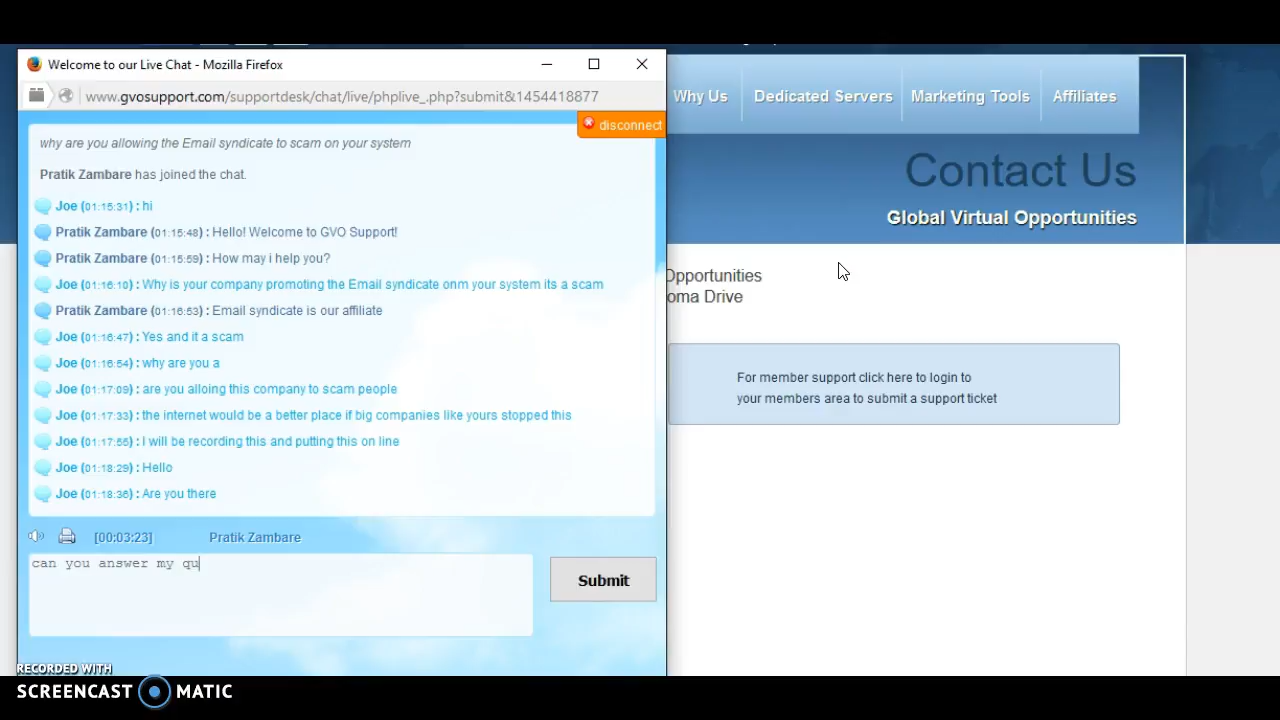 Welcome to our Live Chat - Mozilla Firefox
www.gvosupport.com/supportdesk/chat/live/phplive_.php?submit&1454418877
disconnect
why are you allowing the Email syndicate to scam on your system
Pratik Zambare has joined the chat.
Joe (01:15:31) : hi
Pratik Zambare (01:15:48) : Hello! Welcome to GVO Support!
Pratik Zambare (01:15:59) : How may i help you?
Joe (01:16:10) : Why is your company promoting the Email syndicate onm your system its a scam
Pratik Zambare (01:16:53) : Email syndicate is our affiliate
Joe (01:16:47) : Yes and it a scam
Joe (01:16:54) : why are you a
Joe (01:17:09) : are you alloing this company to scam people
Joe (01:17:33) : the internet would be a better place if big companies like yours stopped this
Joe (01:17:56) : I will be recording this and putting this on line
Joe (01:18:29) : Hello
Joe (01:18:36) : Are you there
[00:03:23] Pratik Zambare
can you answer my qu
Submit
Why Us Dedicated Servers Marketing Tools Affiliates
Contact Us
Global Virtual Opportunities
Opportunities
oma Drive
For member support click here to login to
your members area to submit a support ticket
RECORDED WITH
SCREENCAST MATIC